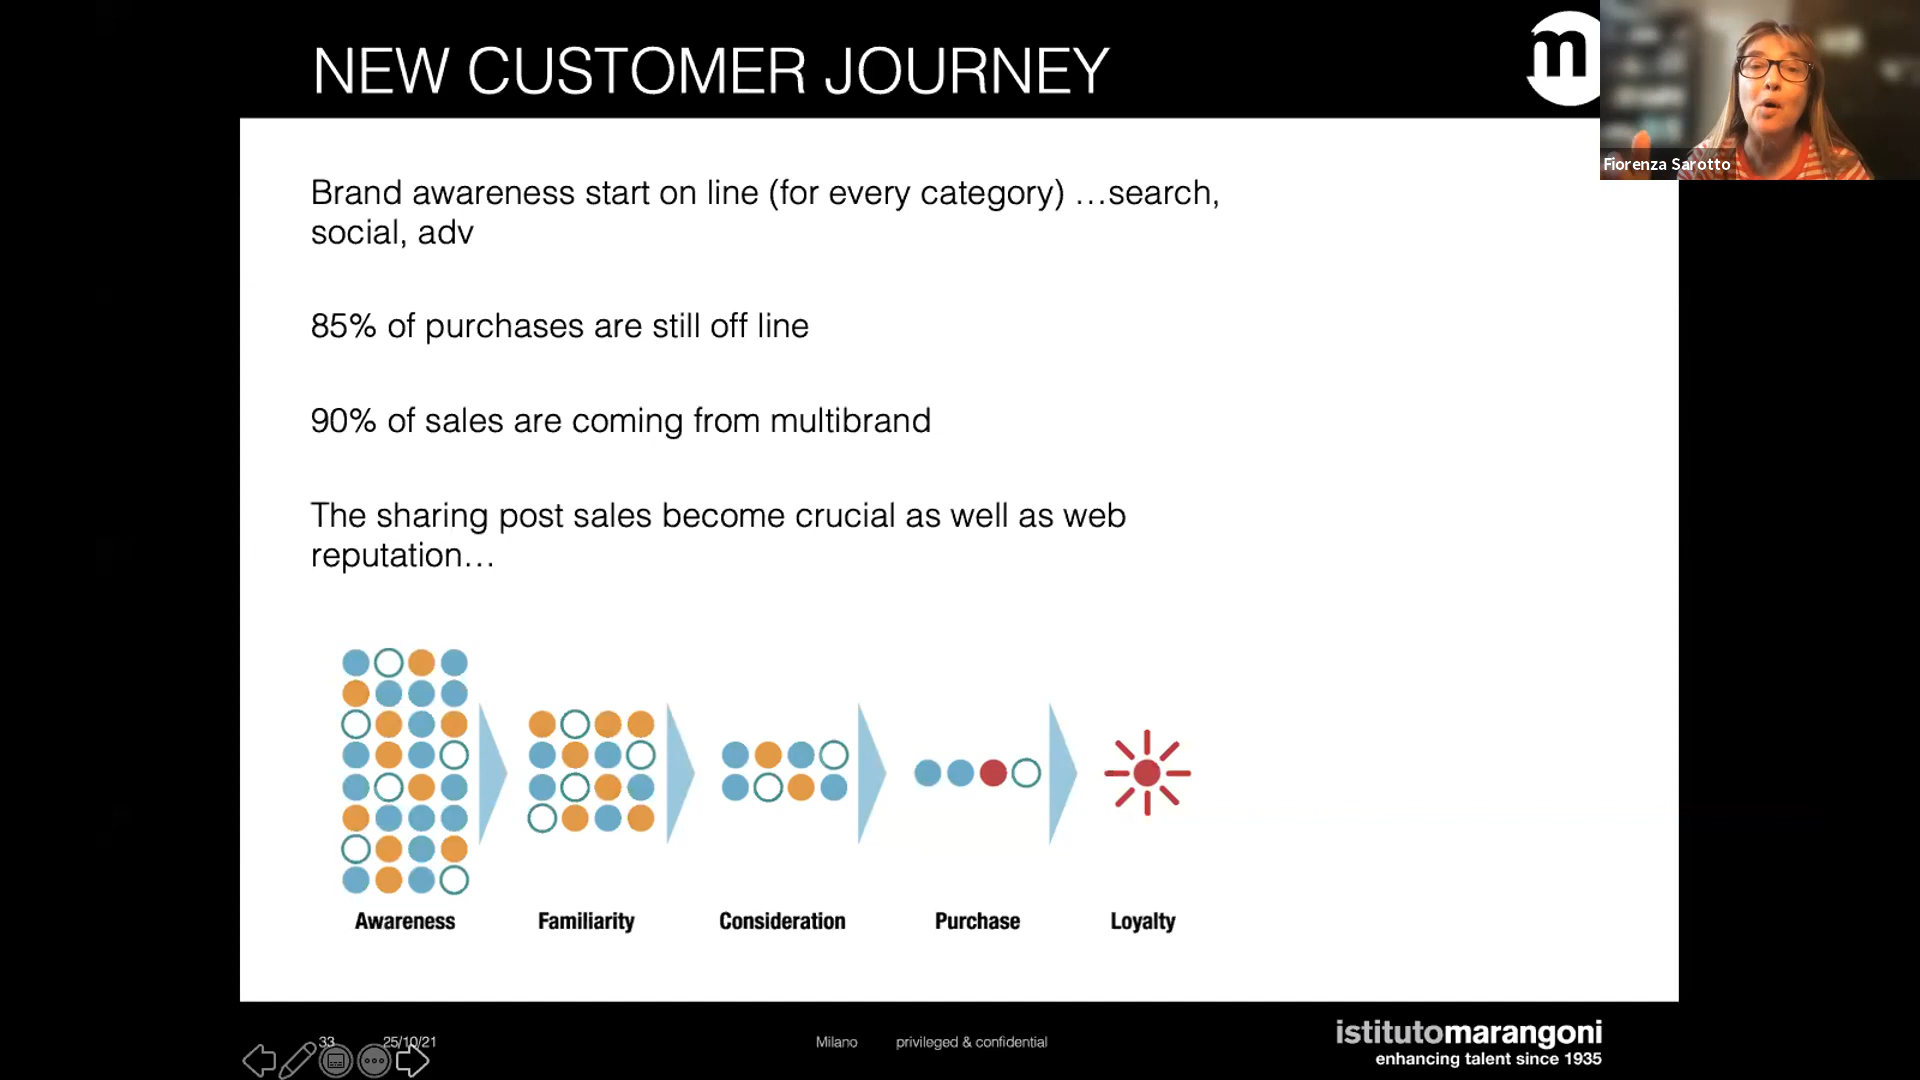 NEW CUSTOMER JOURNEY
m
Fiorenza Sarotto
Brand awareness start on line (for every category) …search,
social, adv
85% of purchases are still off line
90% of sales are coming from multibrand
The sharing post sales become crucial as well as web
reputation…
Awareness Familiarity Consideration Purchase Loyalty
33 25/10/21 Milano privileged & confidential
istitutomarangoni
enhancing talent since 1935